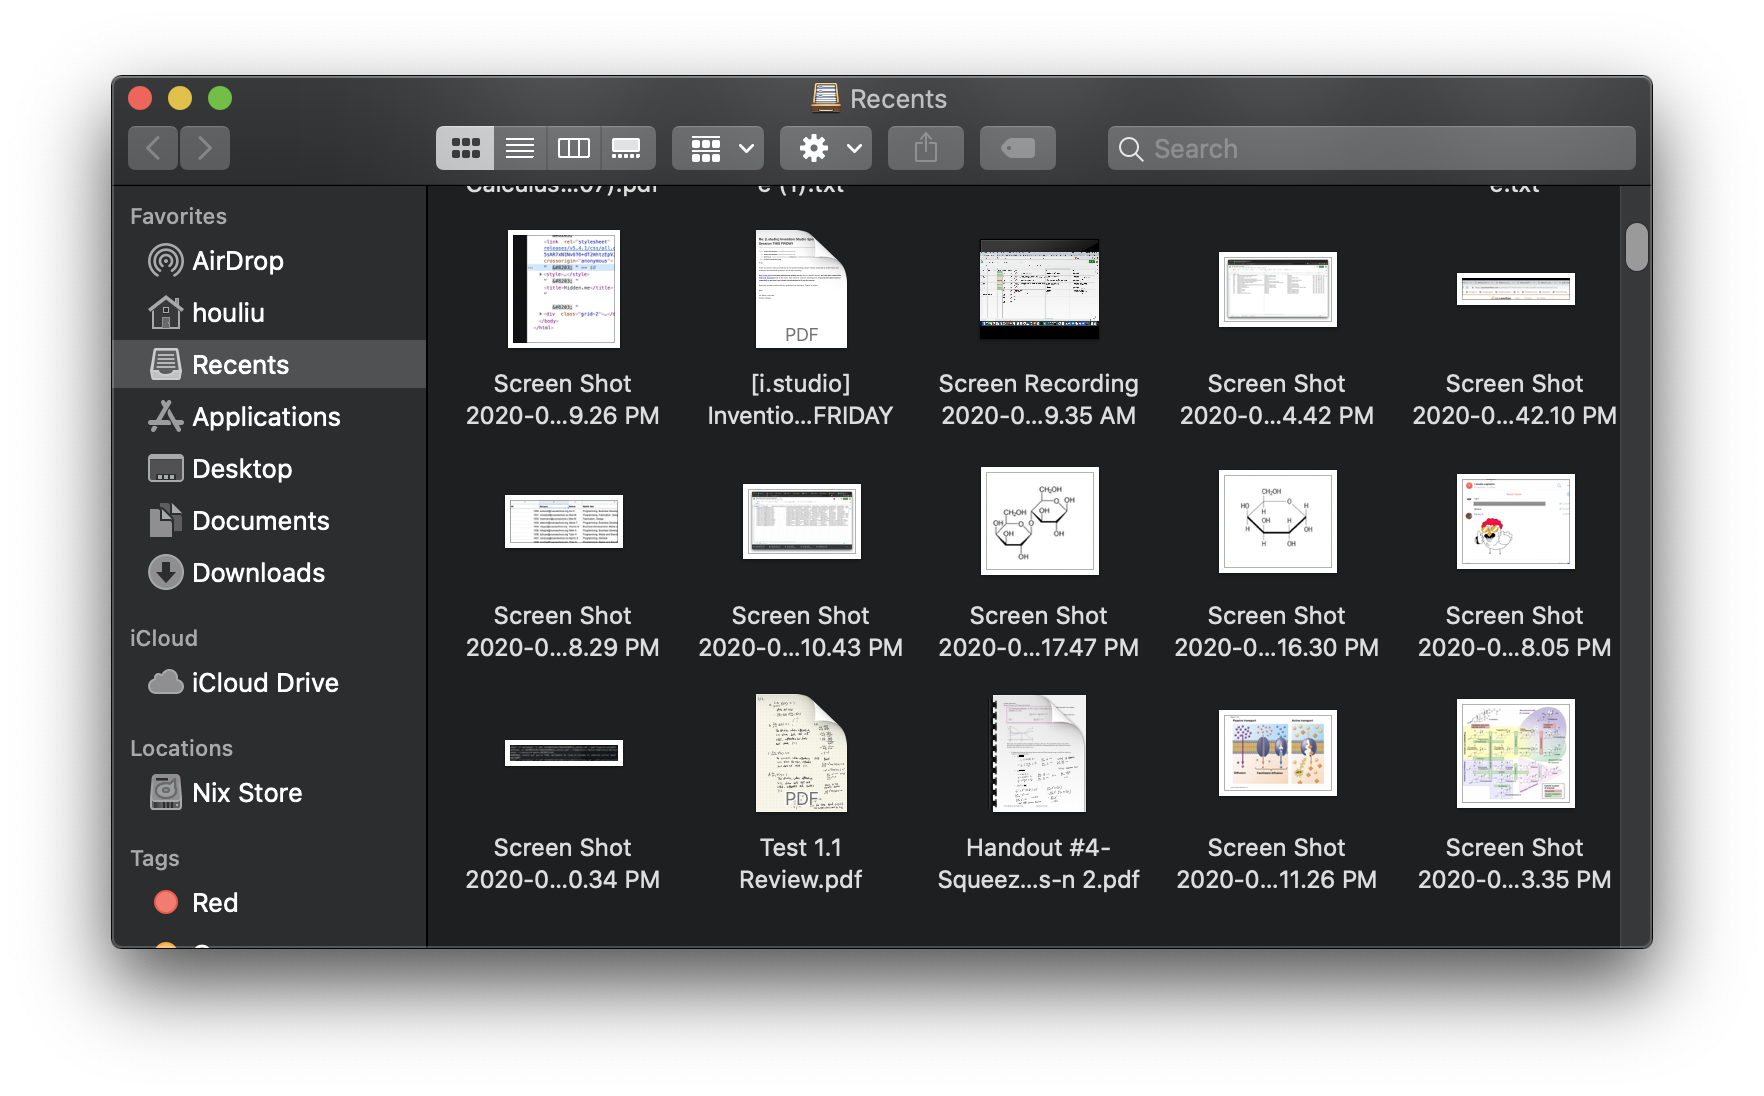 Recents
Search
Favorites
AirDrop
houliu
Recents
Applications
Desktop
Documents
Downloads
iCloud
iCloud Drive
Locations
Nix Store
Tags
Red
Calculus...07).pdf
e (1).txt
e.txt
Screen Shot
2020-0...9.26 PM
PDF
[i.studio]
Inventio...FRIDAY
Screen Recording
2020-0...9.35 AM
Screen Shot
2020-0...4.42 PM
Screen Shot
2020-0...42.10 PM
Screen Shot
2020-0...8.29 PM
Screen Shot
2020-0...10.43 PM
Screen Shot
2020-0...17.47 PM
Screen Shot
2020-0...16.30 PM
Screen Shot
2020-0...8.05 PM
Screen Shot
2020-0...0.34 PM
PDF
Test 1.1
Review.pdf
Handout #4-
Squeez...s-n 2.pdf
Screen Shot
2020-0...11.26 PM
Screen Shot
2020-0...3.35 PM